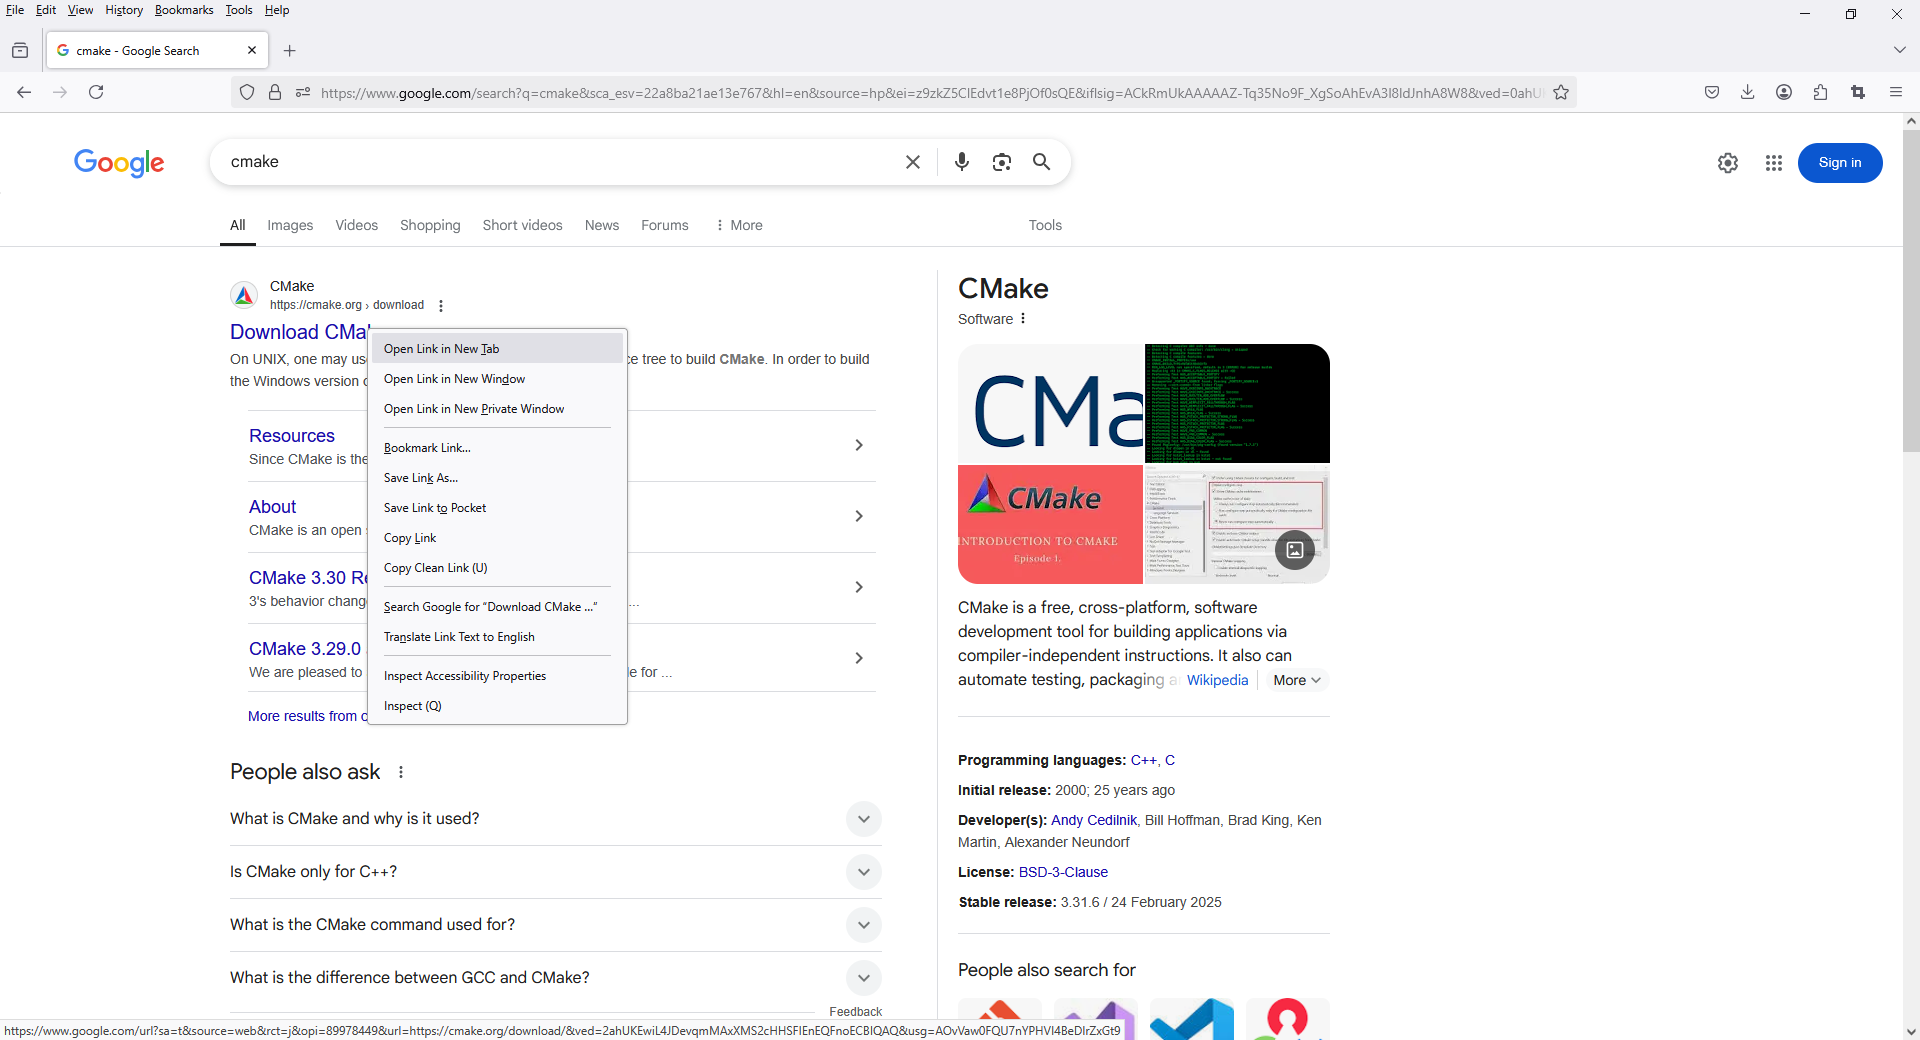 File Edit View History Bookmarks Tools Help
cmake - Google Search
https://www.google.com/search?q=cmake&sca_esv=22a8ba21ae13e767&hl=en&source=hp&ei=z9zkZ5ClEdvt1e8PjOf0sQE&iflsig=ACkRmUkAAAAAZ-Tq35No9F_XgSoAhEvA3I8ldJnhA8W8&ved=0ahU
Google
cmake
Sign in
All Images Videos Shopping Short videos News Forums More Tools
CMake
https://cmake.org › download
Download CMa
On UNIX, one may us
ce tree to build CMake. In order to build
the Windows version
Open Link in New Tab
Open Link in New Window
Open Link in New Private Window
Bookmark Link...
Save Link As...
Save Link to Pocket
Copy Link
Copy Clean Link (U)
Search Google for “Download CMake ...”
Translate Link Text to English
Inspect Accessibility Properties
Inspect (Q)
Resources
Since CMake is the
About
CMake is an open
CMake 3.30 Re
3's behavior chang
...
CMake 3.29.0
We are pleased to
le for ...
More results from
People also ask
What is CMake and why is it used?
Is CMake only for C++?
What is the CMake command used for?
What is the difference between GCC and CMake?
Feedback
CMake
Software
CMa
CMake
INTRODUCTION TO CMAKE
Episode 1.
CMake is a free, cross-platform, software
development tool for building applications via
compiler-independent instructions. It also can
automate testing, packaging a Wikipedia More
Programming languages: C++, C
Initial release: 2000; 25 years ago
Developer(s): Andy Cedilnik, Bill Hoffman, Brad King, Ken
Martin, Alexander Neundorf
License: BSD-3-Clause
Stable release: 3.31.6 / 24 February 2025
People also search for
https://www.google.com/url?sa=t&source=web&rct=j&opi=89978449&url=https://cmake.org/download/&ved=2ahUKEwiL4JDevqmMAxXMS2cHHSFIEnEQFnoECBIQAQ&usg=AOvVaw0FQU7nYPHVI4BeDIrZxGt9